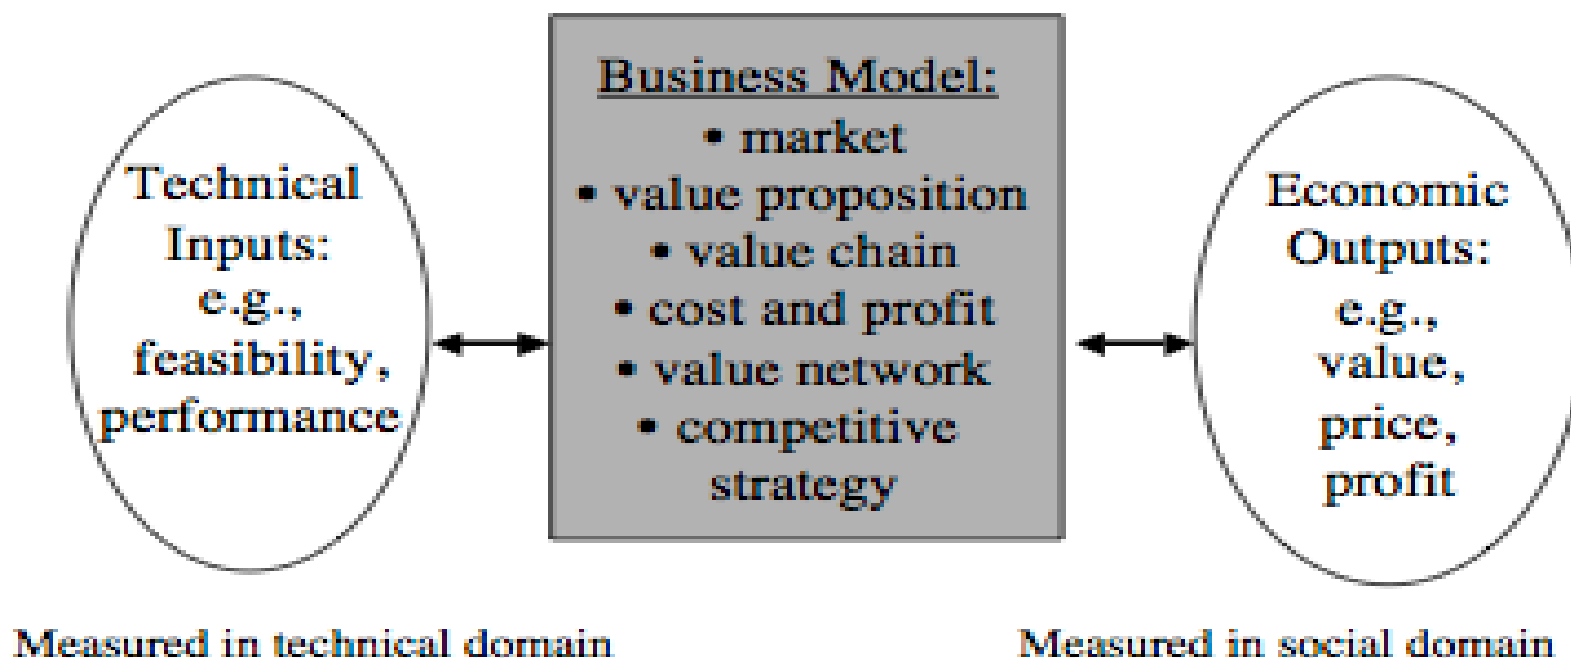 Technical
Inputs:
e.g.,
feasibility,
performance
Business Model:
• market
• value proposition
• value chain
• cost and profit
• value network
• competitive
strategy
Economic
Outputs:
e.g.,
value,
price,
profit
Measured in technical domain
Measured in social domain